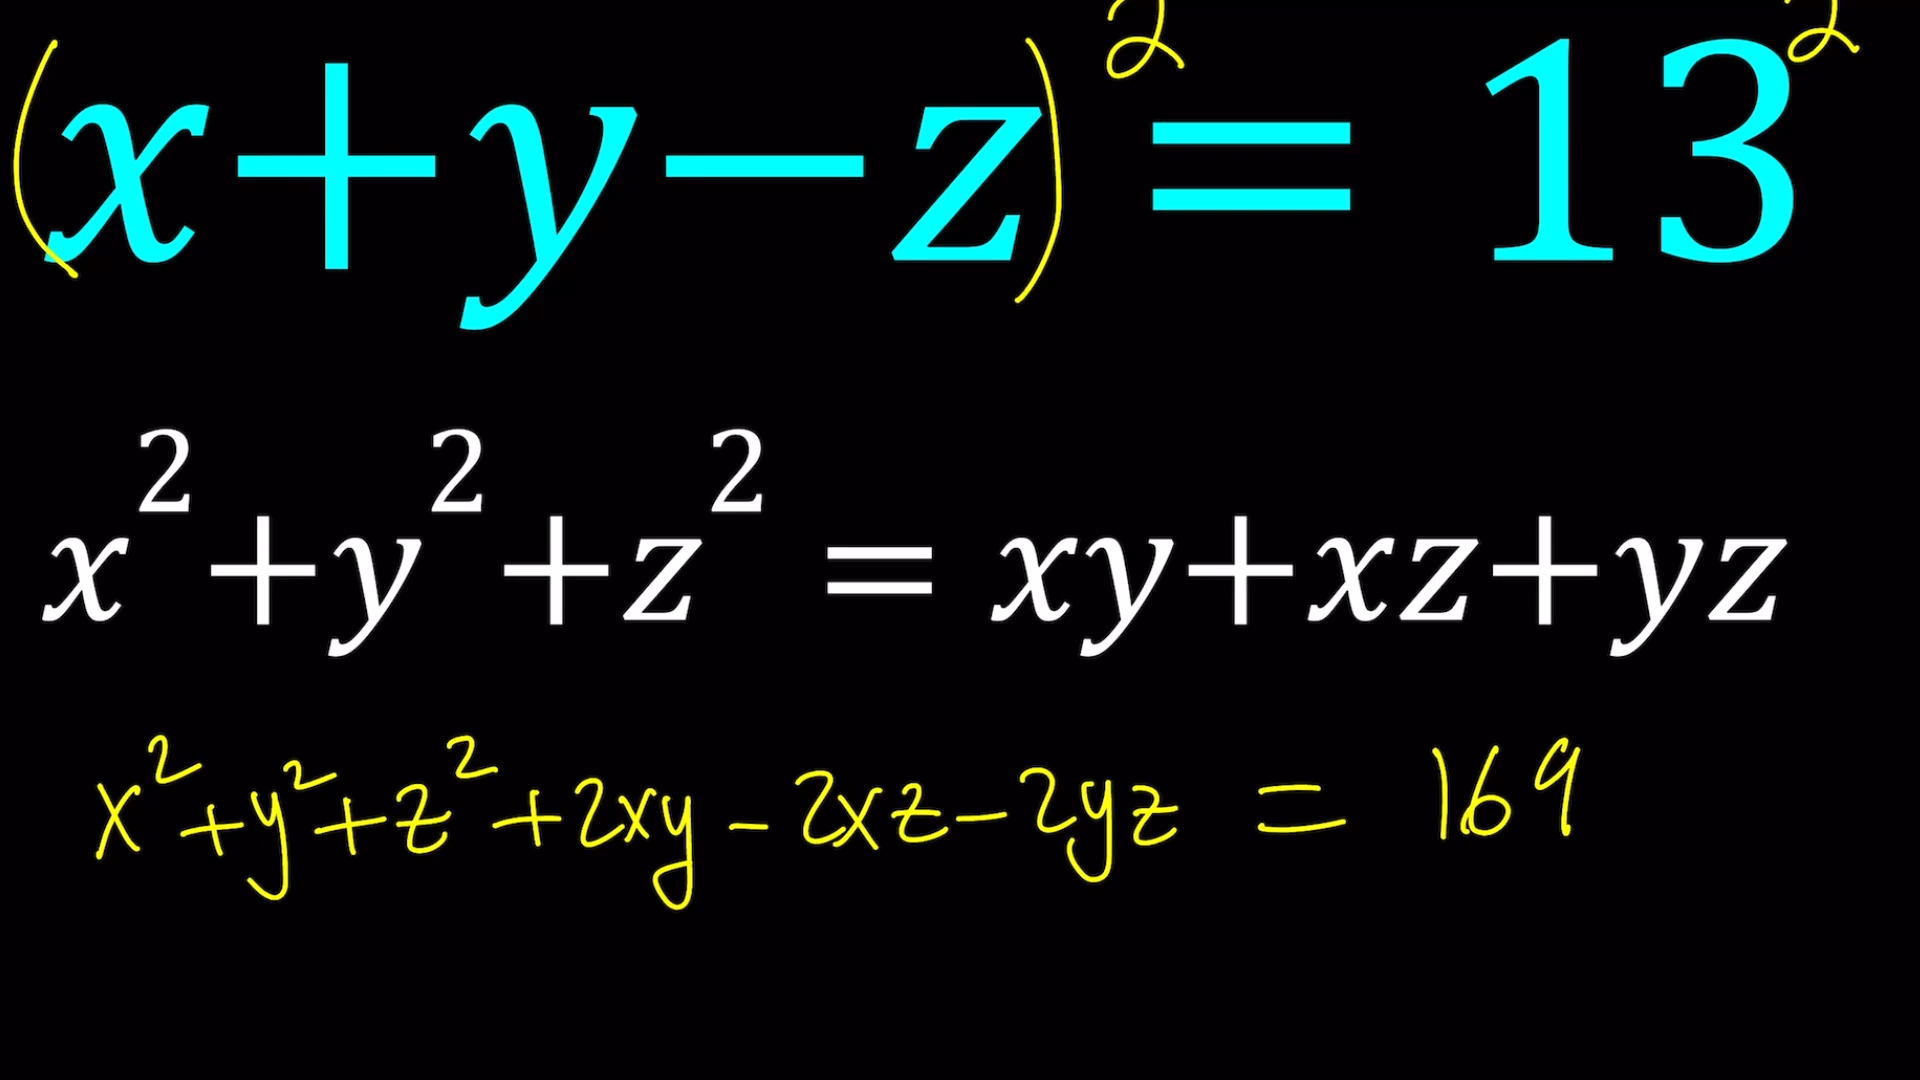 (x+y−z)² = 13²
x²+y²+z² = xy+xz+yz
x²+y²+z²+2xy−2xz−2yz = 169